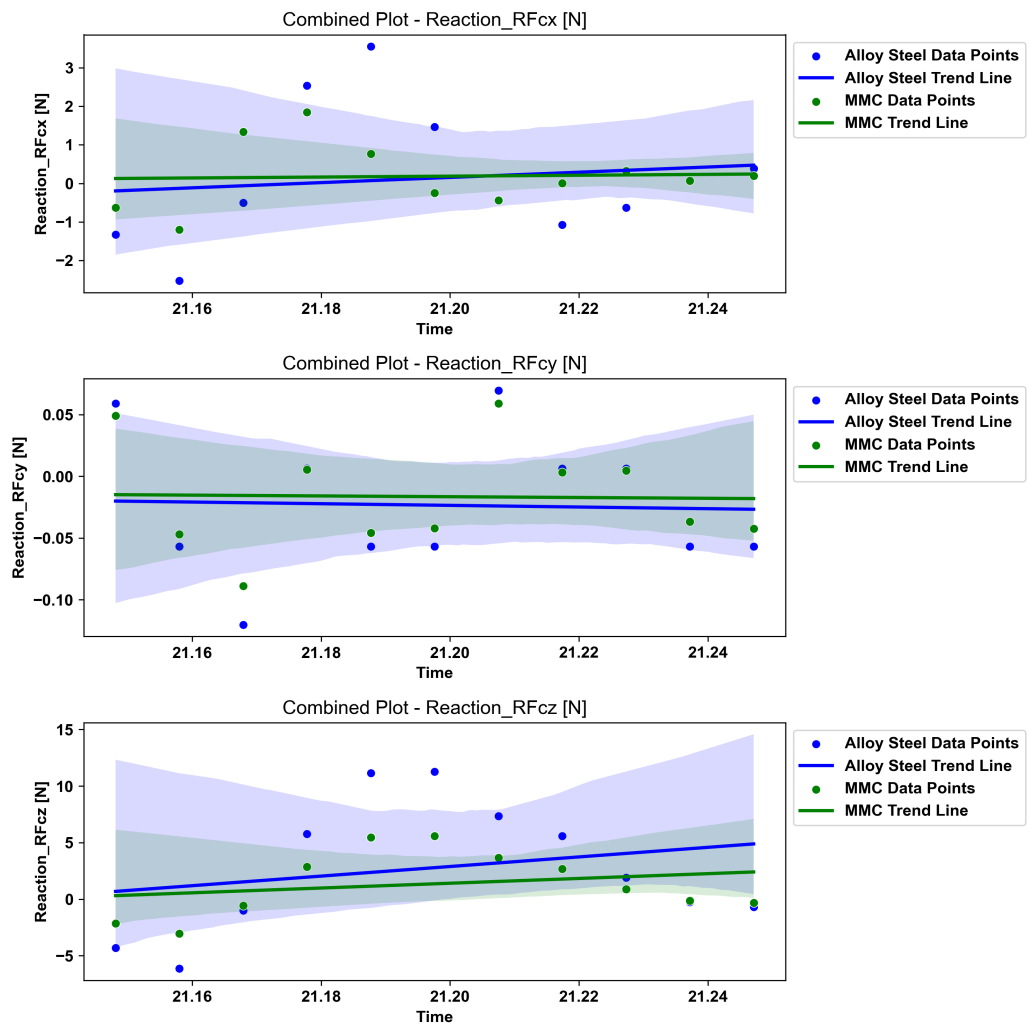 Combined Plot - Reaction_RFcx [N]
Reaction_RFcx [N]
3
2
1
0
−1
−2
21.16 21.18 21.20 21.22 21.24
Time
Alloy Steel Data Points
Alloy Steel Trend Line
MMC Data Points
MMC Trend Line
Combined Plot - Reaction_RFcy [N]
Reaction_RFcy [N]
0.05
0.00
−0.05
−0.10
21.16 21.18 21.20 21.22 21.24
Time
Alloy Steel Data Points
Alloy Steel Trend Line
MMC Data Points
MMC Trend Line
Combined Plot - Reaction_RFcz [N]
Reaction_RFcz [N]
15
10
5
0
−5
21.16 21.18 21.20 21.22 21.24
Time
Alloy Steel Data Points
Alloy Steel Trend Line
MMC Data Points
MMC Trend Line